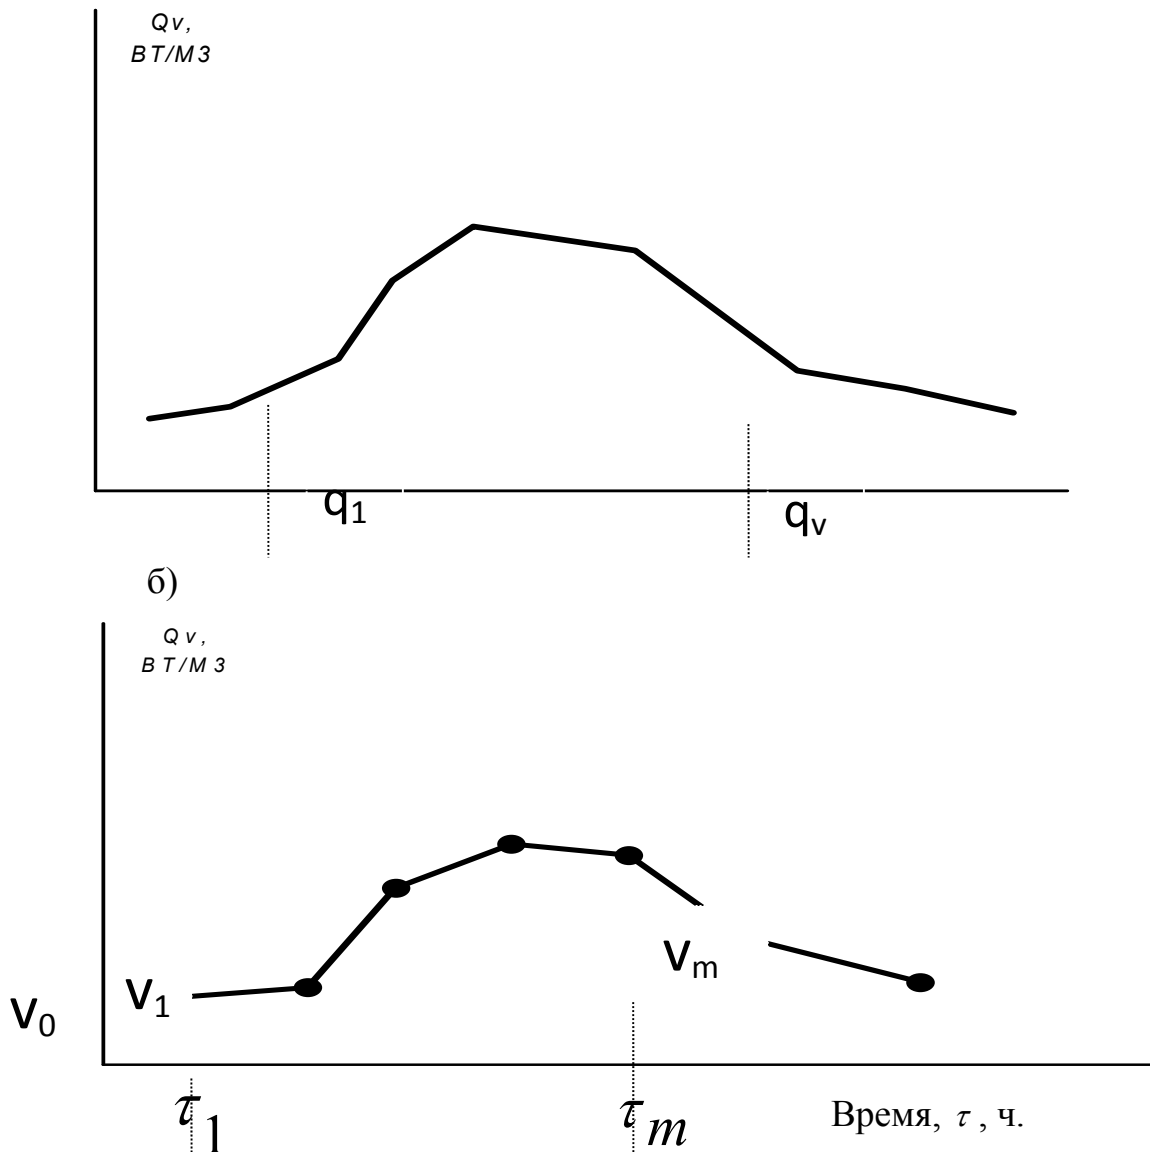 Qv,
ВТ/М3
q1
qv
б)
Qv,
ВТ/М3
vm
v1
v0
τ1
τm
Время, τ, ч.